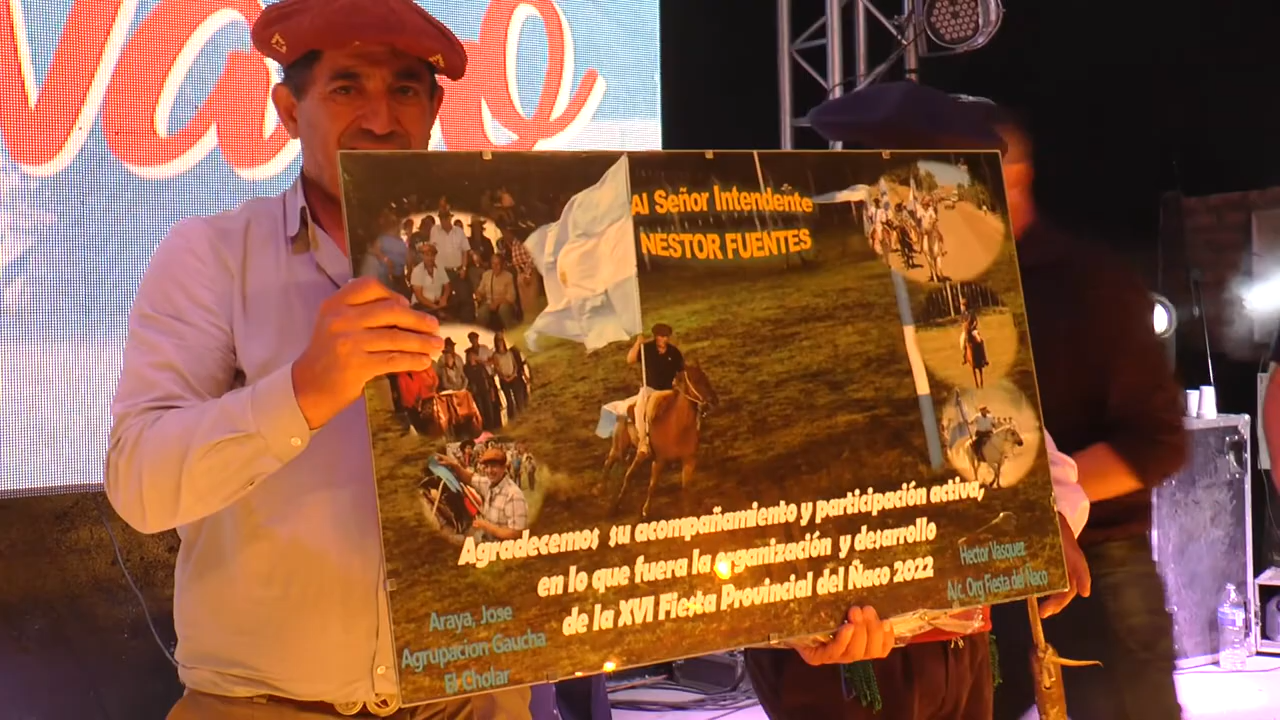 Al Señor Intendente
NESTOR FUENTES
Agradecemos su acompañamiento y participación activa,
en lo que fuera la organización y desarrollo
de la XVI Fiesta Provincial del Ñaco 2022
Araya, Jose
Agrupacion Gaucha
El Cholar
Hector Vasquez
A/c. Org Fiesta del Ñaco